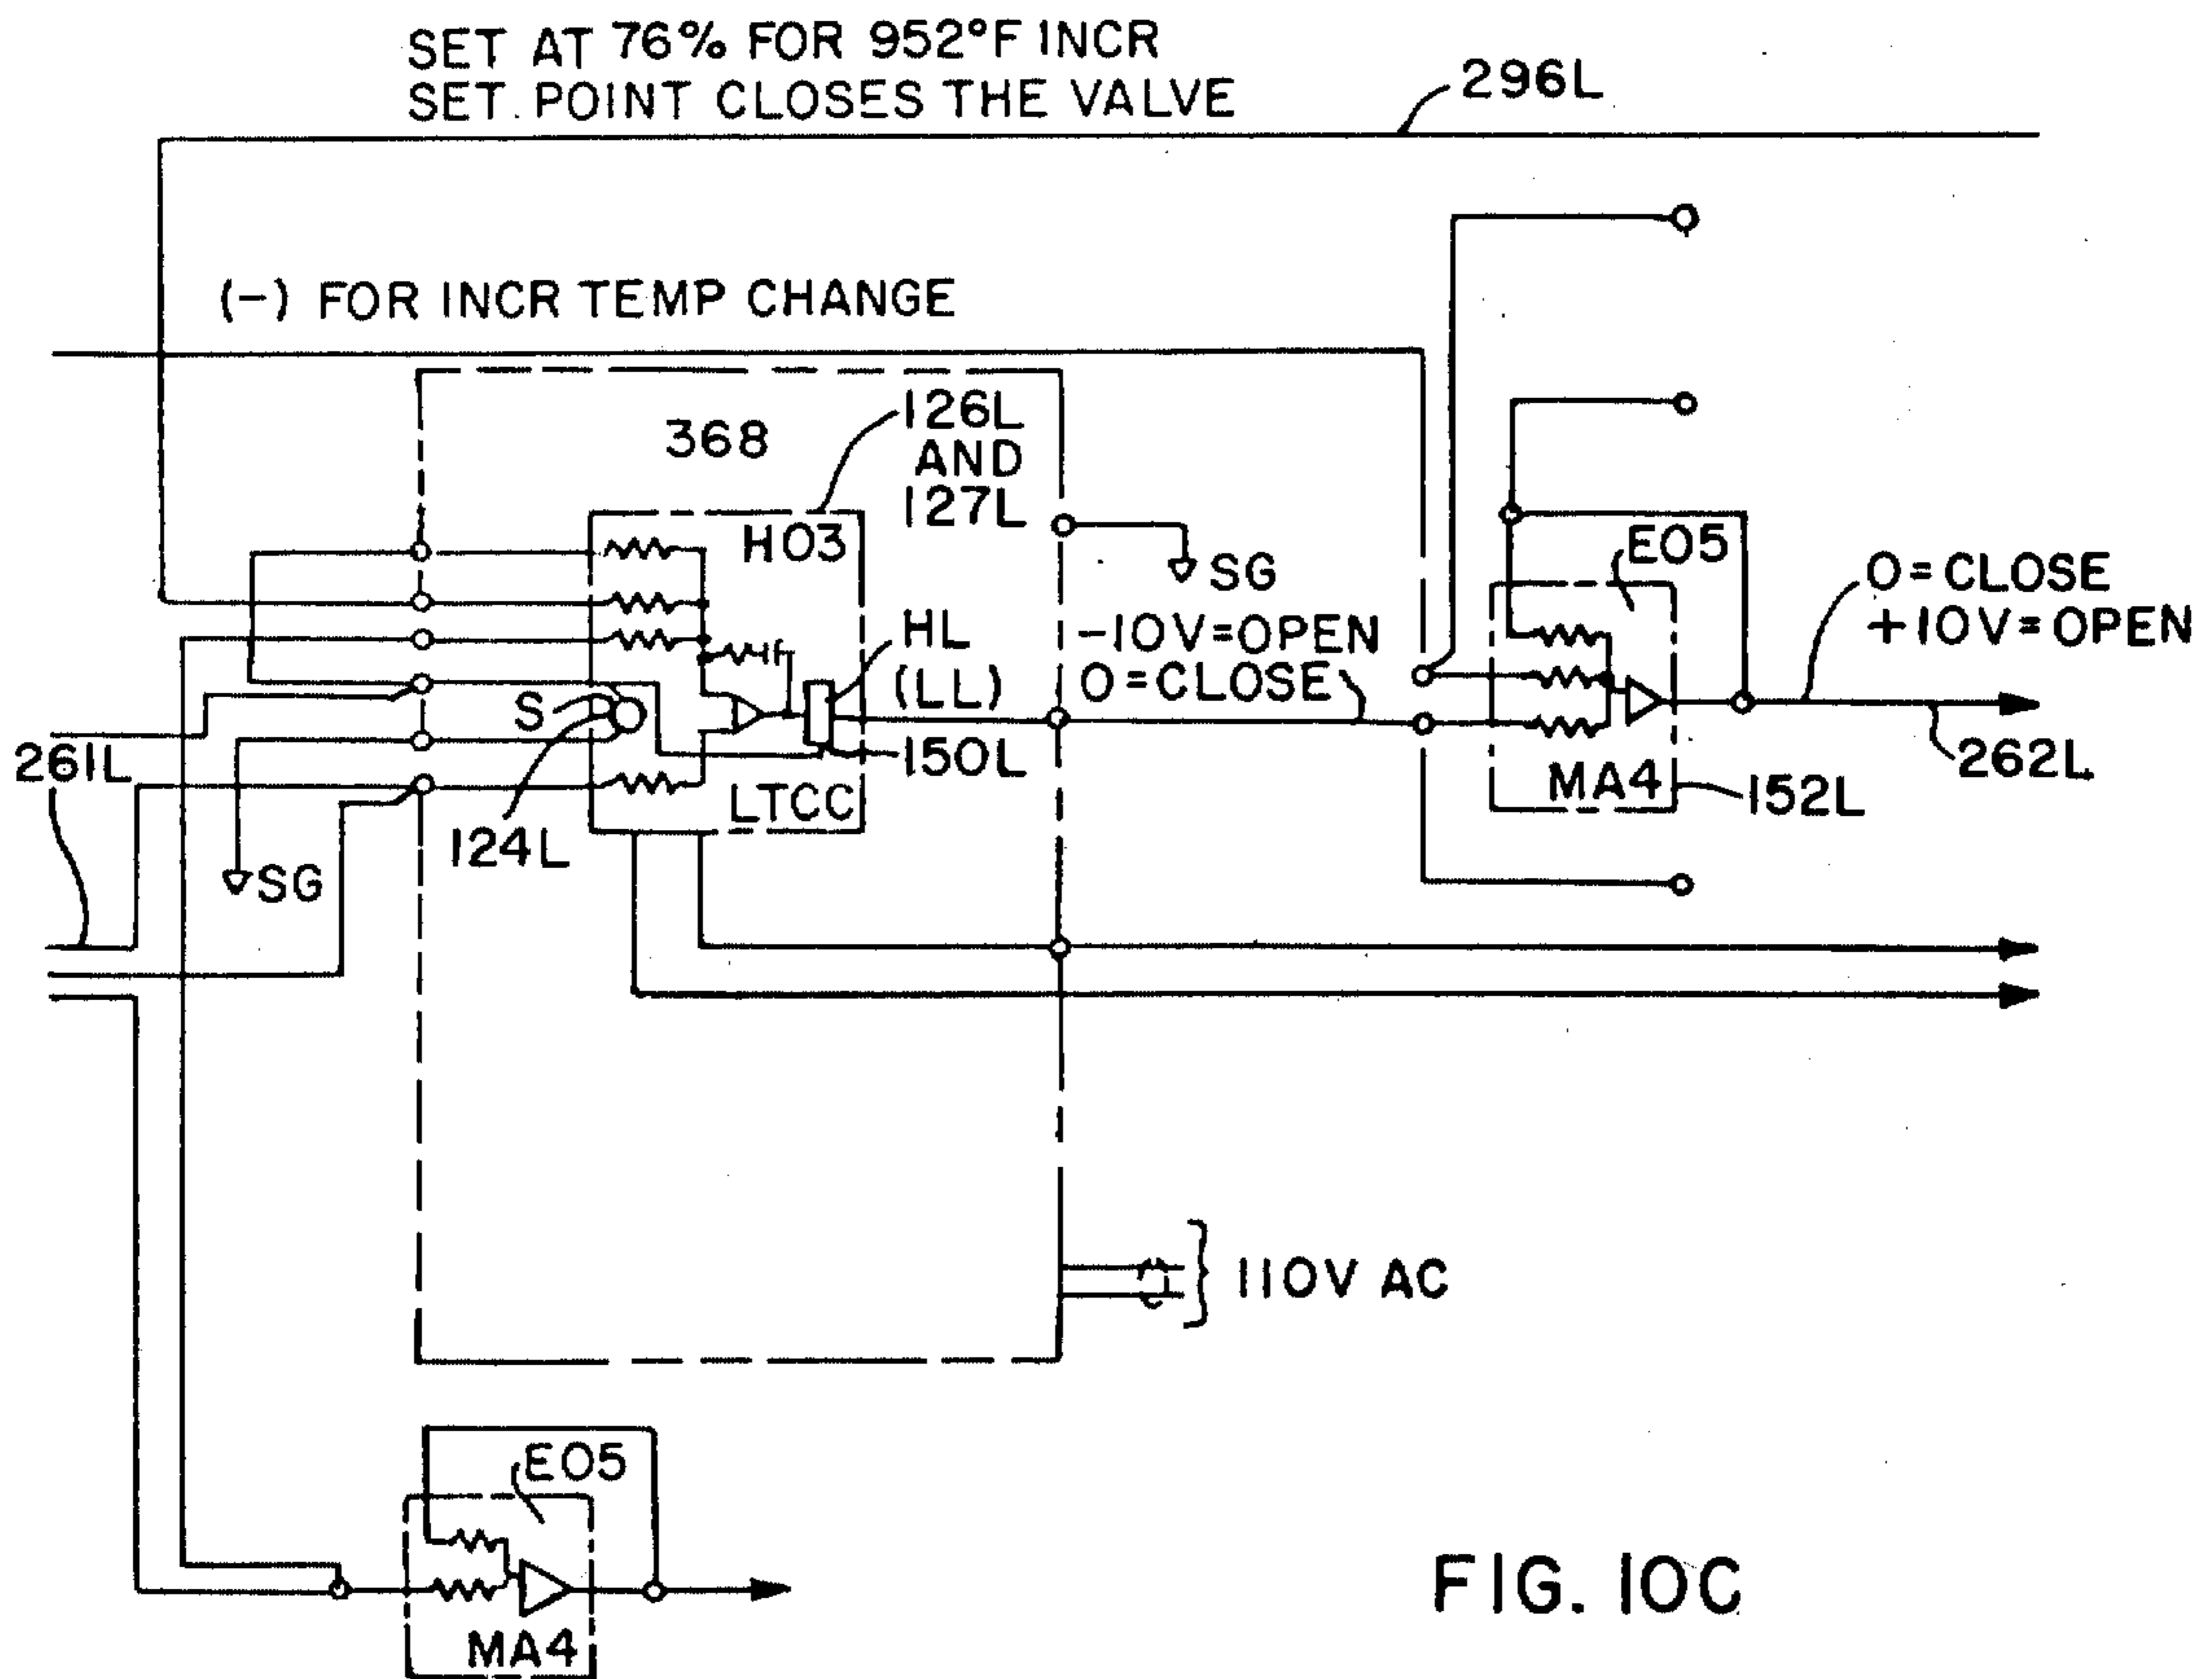 SET AT 76% FOR 952°F INCR
SET POINT CLOSES THE VALVE
296L
(-) FOR INCR TEMP CHANGE
368
126L
AND
127L
H03
SG
E05
0=CLOSE
+10V=OPEN
HL
(LL)
-10V=OPEN
0=CLOSE
S
261L
150L
262L
LTCC
MA4
152L
124L
SG
110V AC
E05
MA4
FIG. 10C